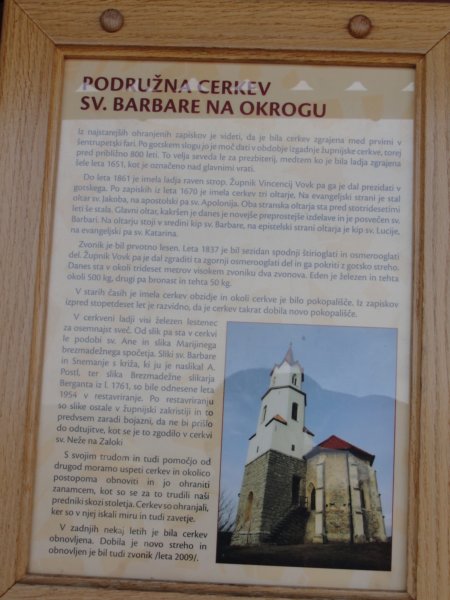 PODRUŽNA CERKEV
SV. BARBARE NA OKROGU
Iz najstarejših ohranjenih zapiskov je videti, da je bila cerkev zgrajena med prvimi v
šentrupetski fari. Po gotskem slogu jo je moč dati v obdobje izgadnje župnijske cerkve, torej
pred približno 800 leti. To velja seveda le za prezbiterij, medtem ko je bila ladja zgrajena
šele leta 1651, kot je označeno nad glavnimi vrati.
Do leta 1861 je imela ladja raven strop. Župnik Vincencij Vovk pa ga je dal prezidati v
gotskega. Po zapiskih iz leta 1670 je imela cerkev tri oltarje. Na evangeljski strani je stal
oltar sv. Jakoba, na apostolski pa sv. Apolonija. Oba stranska oltarja sta pred stotridesetimi
leti še stala. Glavni oltar, kakršen je danes je novejše preprostejše izdelave in je posvečen sv.
Barbari. Na oltarju stoji v sredini kip sv. Barbare, na epistelski strani oltarja je kip sv. Lucije,
na evangeljski pa sv. Katarina.
Zvonik je bil prvotno lesen. Leta 1837 je bil sezidan spodnji štirioglati in osmerooglati
del. Župnik Vovk pa je dal zgraditi ta zgornji osmerooglati del in ga pokriti z gotsko streho.
Danes sta v okoli trideset metrov visokem zvoniku dva zvonova. Eden je železen in tehta
okoli 500 kg, drugi pa bronast in tehta 50 kg.
V starih časih je imela cerkev obzidje in okoli cerkve je bilo pokopališče. Iz zapiskov
izpred stopetdeset let je razvidno, da je cerkev takrat dobila novo pokopališče.
V cerkveni ladji visi železen lestenec
za osemnajst sveč. Od slik pa sta v cerkvi
le podobi sv. Ane in slika Marijinega
brezmadežnega spočetja. Sliki sv. Barbare
in Snemanje s križa, ki ju je naslikal A.
Postl, ter slika Brezmadežne slikarja
Berganta iz l. 1761, so bile odnesene leta
1954 v restavriranje. Po restavriranju
so slike ostale v župnijski zakristiji in to
predvsem zaradi bojazni, da ne bi prišlo
do odtujitve, kot se je to zgodilo v cerkvi
sv. Neže na Zaloki
S svojim trudom in tudi pomočjo od
drugod moramo uspeti cerkev in okolico
postopoma obnoviti in jo ohraniti
zanamcem, kot so se za to trudili naši
predniki skozi stoletja. Cerkev so ohranjali,
ker so v njej iskali miru in tudi zavetje.
V zadnjih nekaj letih je bila cerkev
obnovljena. Dobila je novo streho in
obnovljen je bil tudi zvonik /leta 2009/.